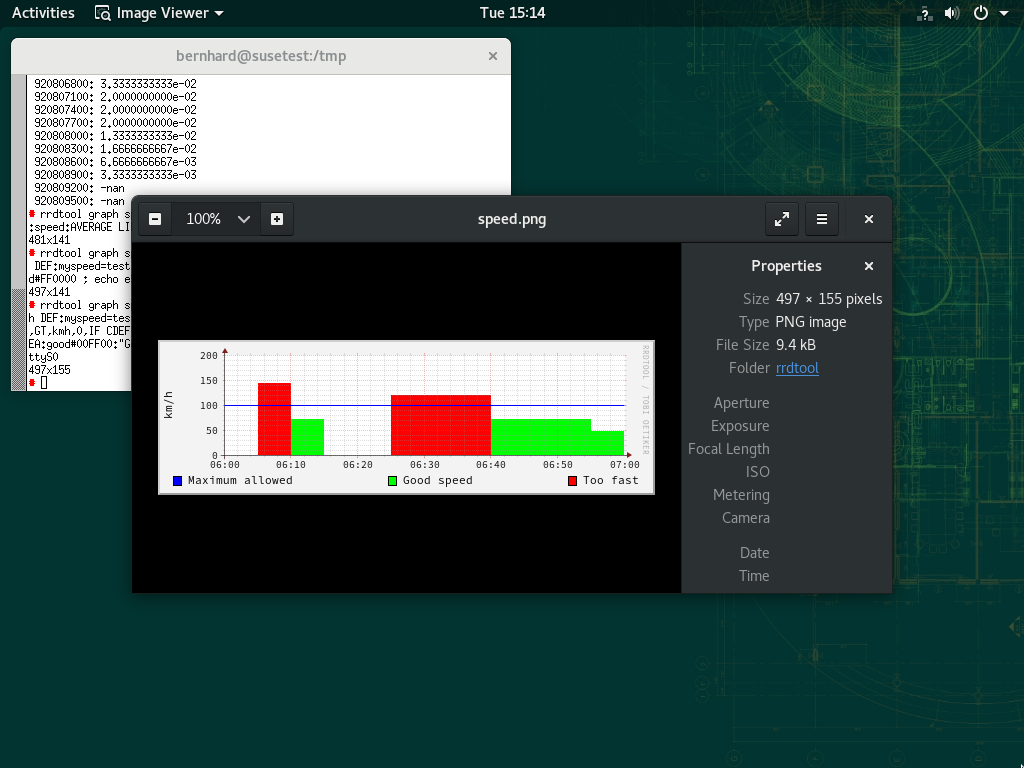 Activities Image Viewer Tue 15:14
bernhard@susetest:/tmp
920806800: 3.3333333333e-02
920807100: 2.0000000000e-02
920807400: 2.0000000000e-02
920807700: 2.0000000000e-02
920808000: 1.3333333333e-02
920808300: 1.6666666667e-02
920808600: 6.6666666667e-03
920808900: 3.3333333333e-03
920809200: -nan
920809500: -nan
# rrdtool graph s
:speed:AVERAGE LI
481x141
# rrdtool graph s
DEF:myspeed=test
d#FF0000 ; echo e
497x141
# rrdtool graph s
h DEF:myspeed=tes
,GT,kmh,0,IF CDEF
EA:good#00FF00:"G
ttyS0
497x155
#
100%
speed.png
km/h
200
150
100
50
0
06:00 06:10 06:20 06:30 06:40 06:50 07:00
Maximum allowed Good speed Too fast
RRDTOOL / TOBI OETIKER
Properties
Size 497 × 155 pixels
Type PNG image
File Size 9.4 kB
Folder rrdtool
Aperture
Exposure
Focal Length
ISO
Metering
Camera
Date
Time